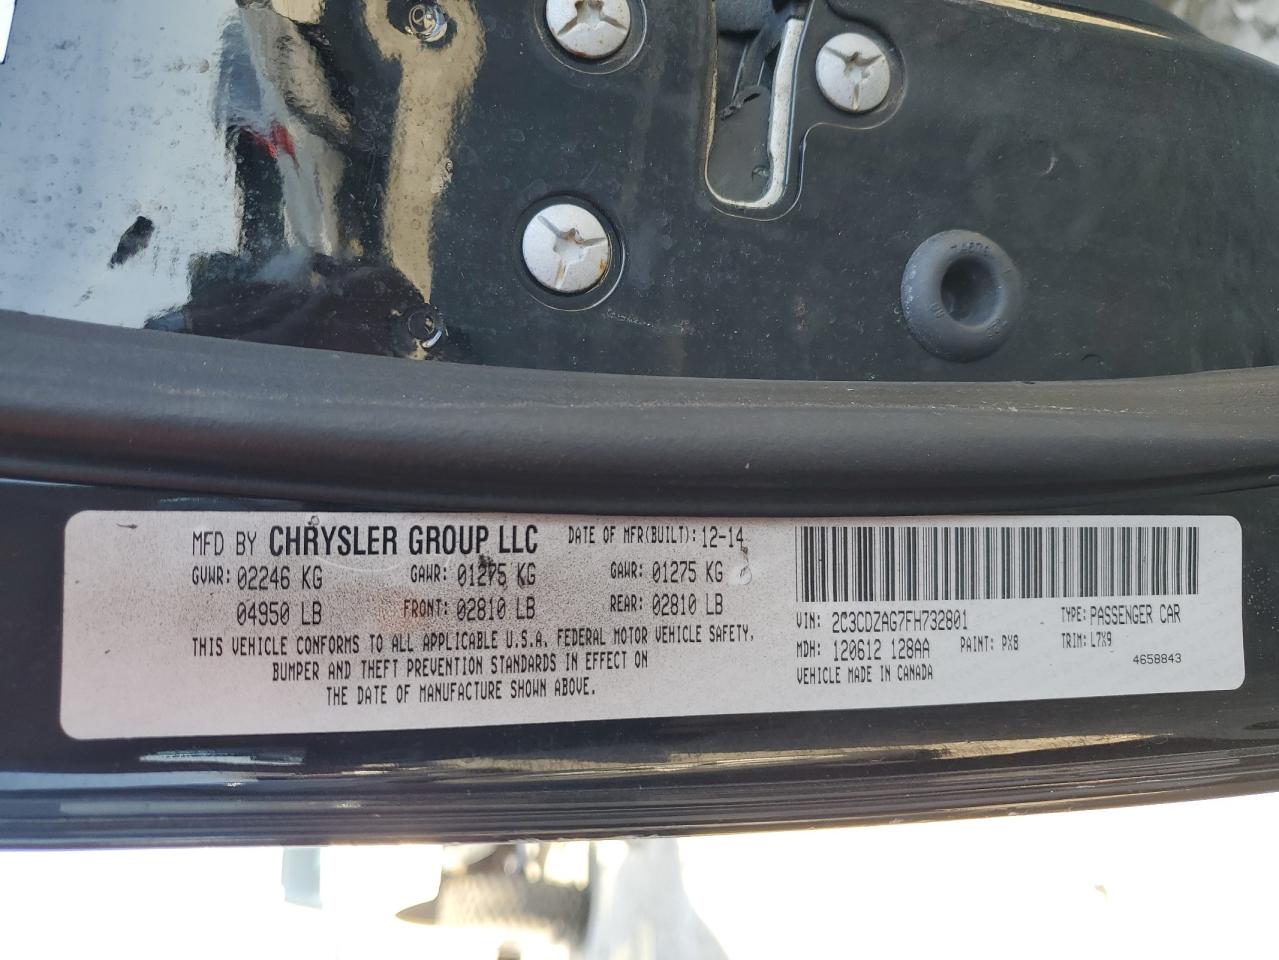 MFD BY CHRYSLER GROUP LLC DATE OF MFR(BUILT): 12-14
GVWR: 02246 KG GAWR: 01275 KG GAWR: 01275 KG
04950 LB FRONT: 02810 LB REAR: 02810 LB
THIS VEHICLE CONFORMS TO ALL APPLICABLE U.S.A. FEDERAL MOTOR VEHICLE SAFETY,
BUMPER AND THEFT PREVENTION STANDARDS IN EFFECT ON
THE DATE OF MANUFACTURE SHOWN ABOVE.
VIN: 2C3CDZAG7FH732801 TYPE: PASSENGER CAR
MDH: 120612 128AA PAINT: PX8 TRIM: L7X9
VEHICLE MADE IN CANADA 4658843